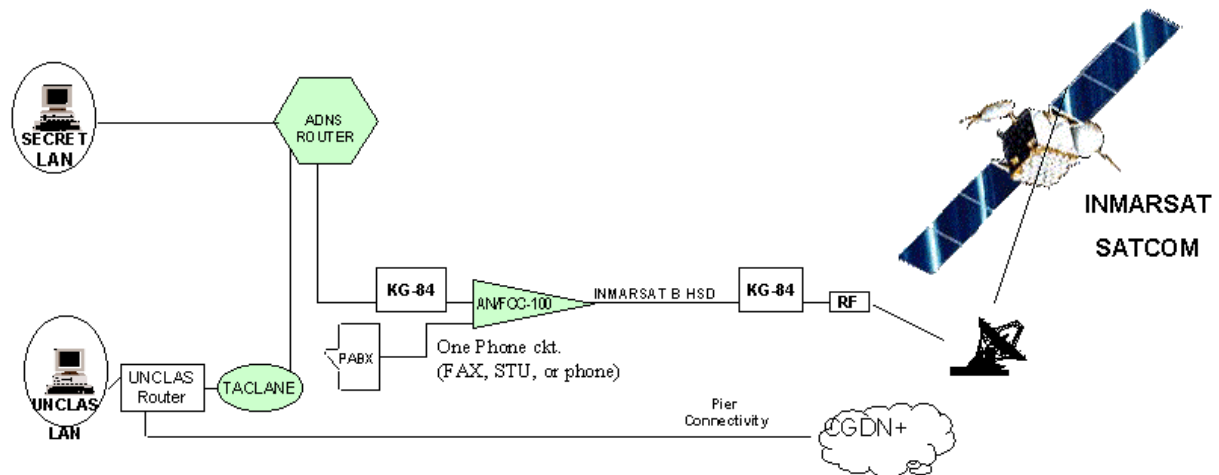 SECRET
LAN
ADNS
ROUTER
INMARSAT
SATCOM
KG-84
AN/FCC-100
INMARSAT B HSD
KG-84
RF
PABX
One Phone ckt.
(FAX, STU, or phone)
UNCLAS
LAN
UNCLAS
Router
TACLANE
Pier
Connectivity
CGDN+